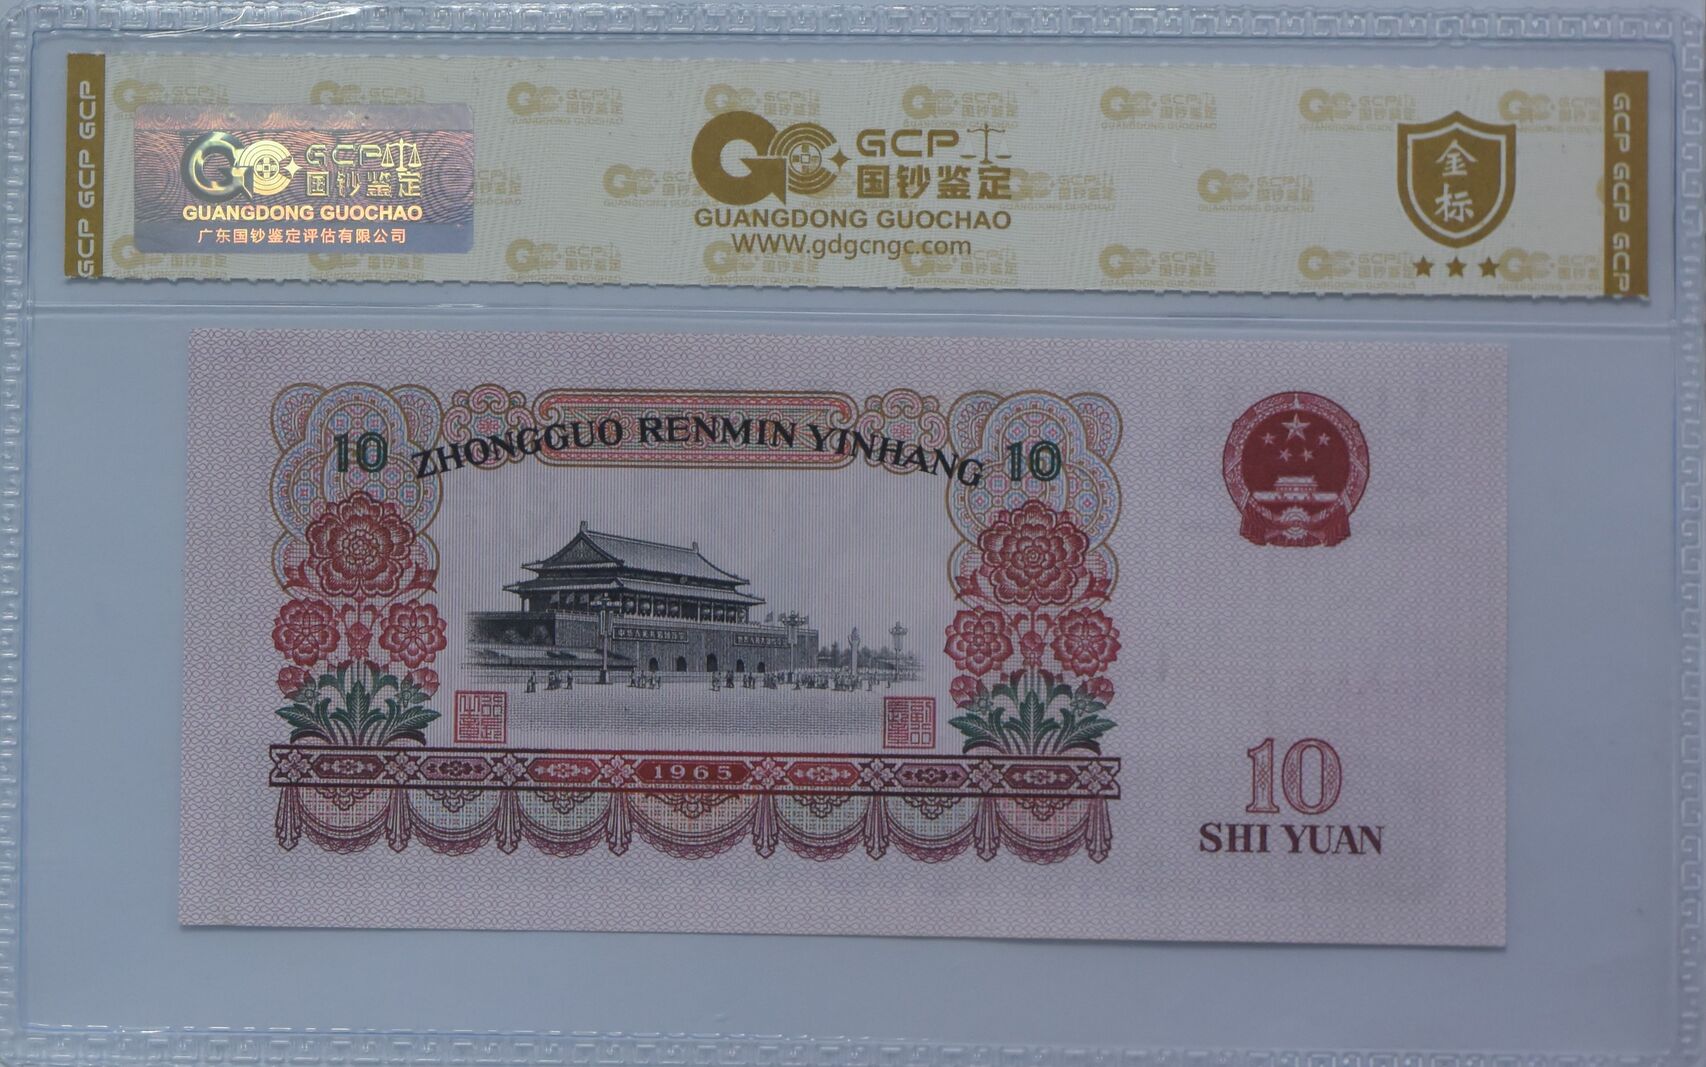 GCP GCP GCP
GCP
国钞鉴定
GUANGDONG GUOCHAO
广东国钞鉴定评估有限公司
GCP
国钞鉴定
GUANGDONG GUOCHAO
WWW.gdgcngc.com
金标
GCP GCP GCP
10 ZHONGGUO RENMIN YINHANG 10
1965
10
SHI YUAN